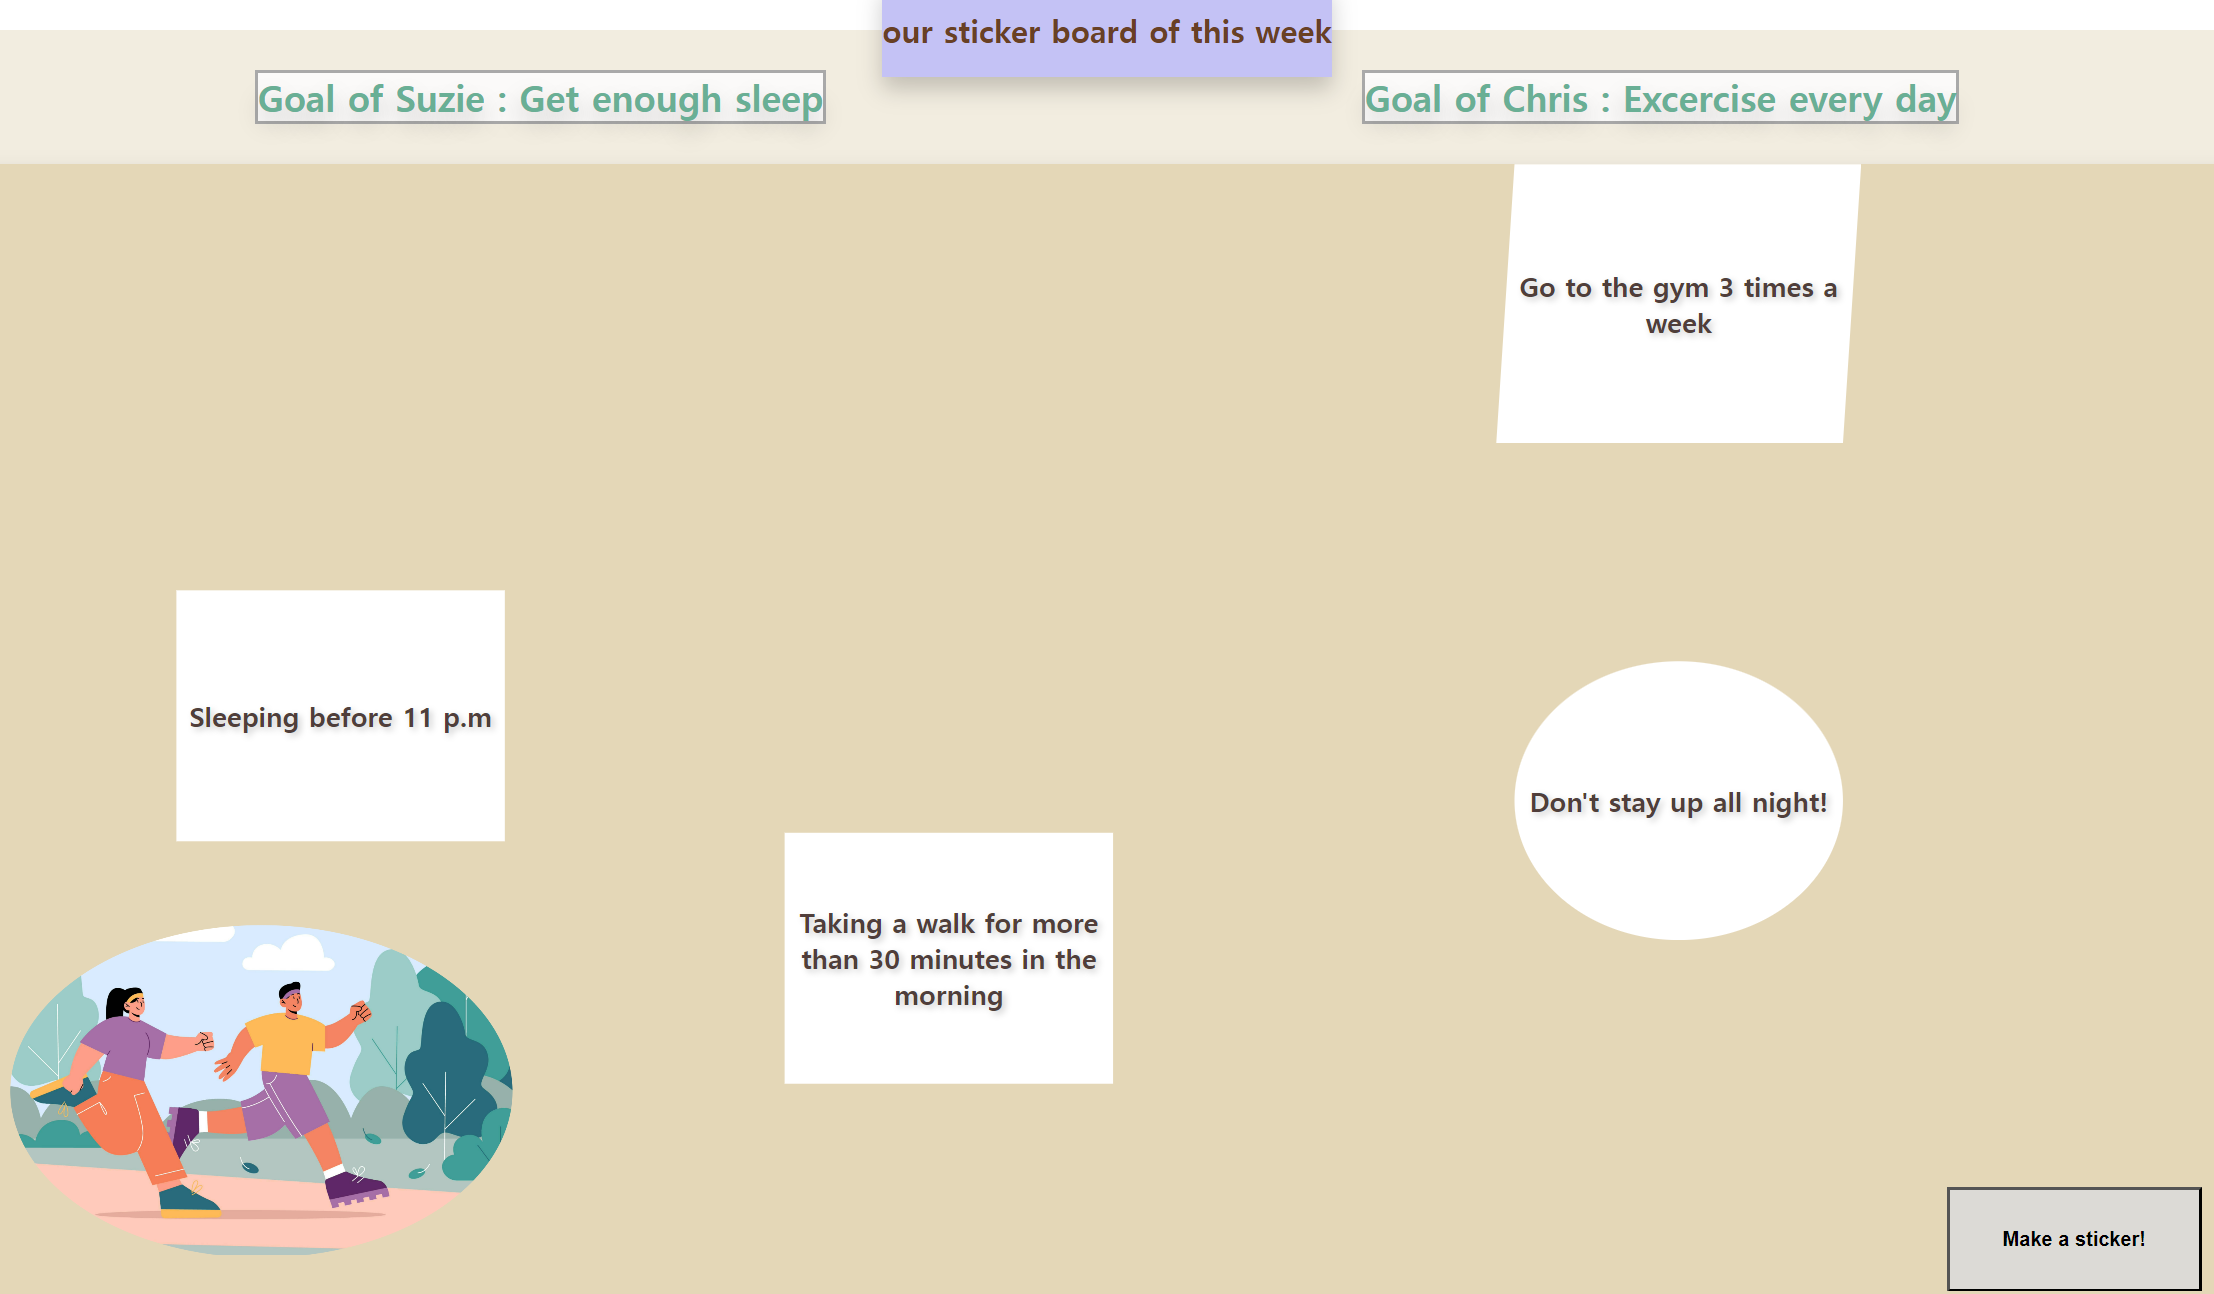 our sticker board of this week
Goal of Suzie : Get enough sleep
Goal of Chris : Excercise every day
Go to the gym 3 times a
week
Sleeping before 11 p.m
Don't stay up all night!
Taking a walk for more
than 30 minutes in the
morning
Make a sticker!